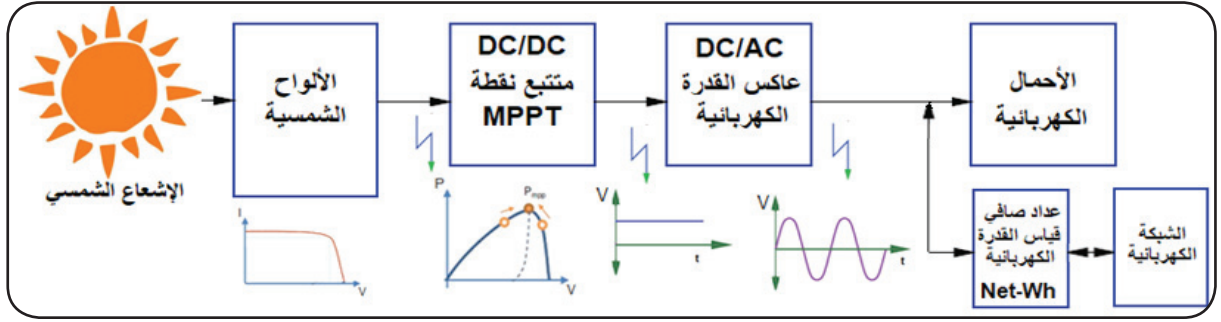 الإشعاع الشمسي
الألواح
الشمسية
DC/DC
متتبع نقطة
MPPT
DC/AC
عاكس القدرة
الكهربائية
الأحمال
الكهربائية
I
V
P
Pmpp
V
V
t
V
t
عداد صافي
قياس القدرة
الكهربائية
Net-Wh
الشبكة
الكهربائية